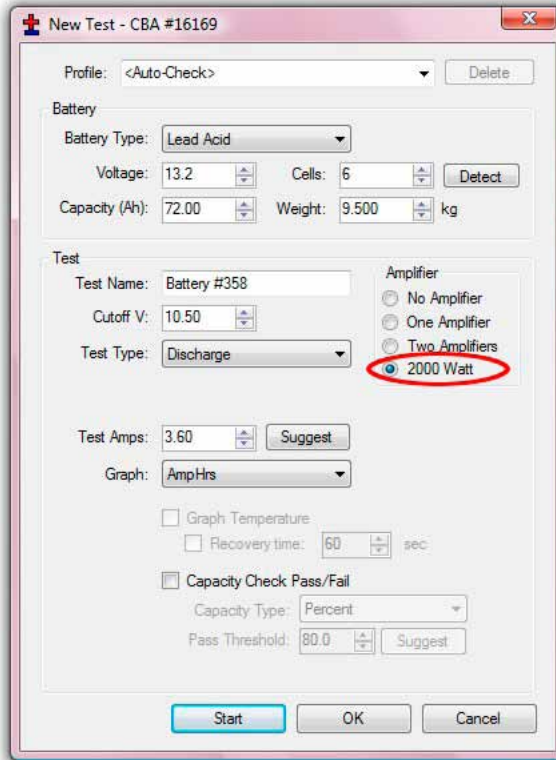 New Test - CBA #16169
Profile: <Auto-Check> Delete
Battery
Battery Type: Lead Acid
Voltage: 13.2 Cells: 6 Detect
Capacity (Ah): 72.00 Weight: 9.500 kg
Test
Test Name: Battery #358
Cutoff V: 10.50
Test Type: Discharge
Amplifier
No Amplifier
One Amplifier
Two Amplifiers
2000 Watt
Test Amps: 3.60 Suggest
Graph: AmpHrs
Graph Temperature
Recovery time: 60 sec
Capacity Check Pass/Fail
Capacity Type: Percent
Pass Threshold: 80.0 Suggest
Start OK Cancel